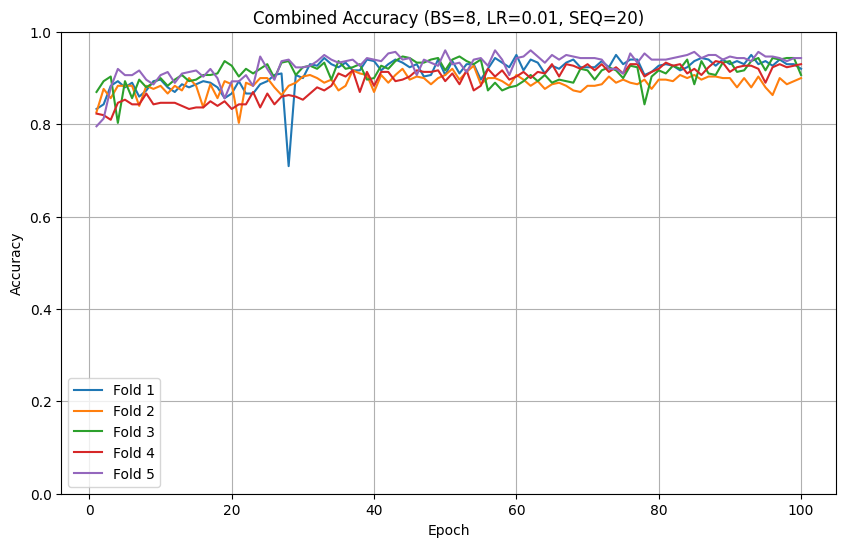 Combined Accuracy (BS=8, LR=0.01, SEQ=20)
1.0
0.8
0.6
0.4
0.2
0.0
Accuracy
Fold 1
Fold 2
Fold 3
Fold 4
Fold 5
0 20 40 60 80 100
Epoch